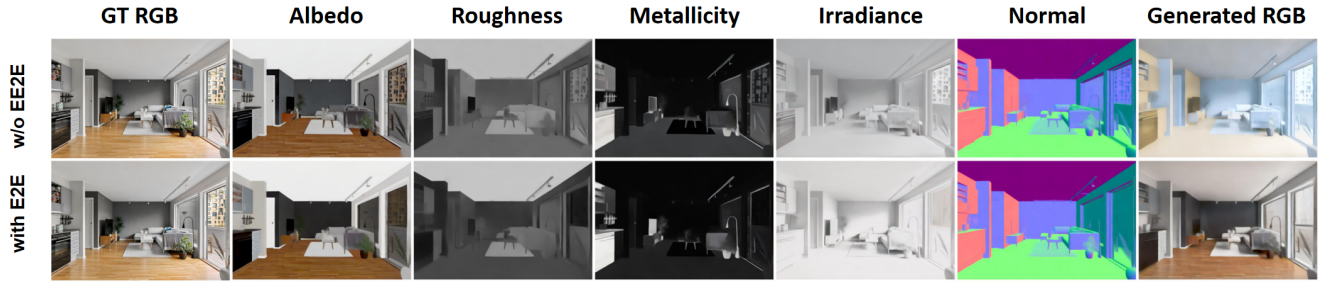 GT RGB Albedo Roughness Metallicity Irradiance Normal Generated RGB
w/o EE2E
with E2E